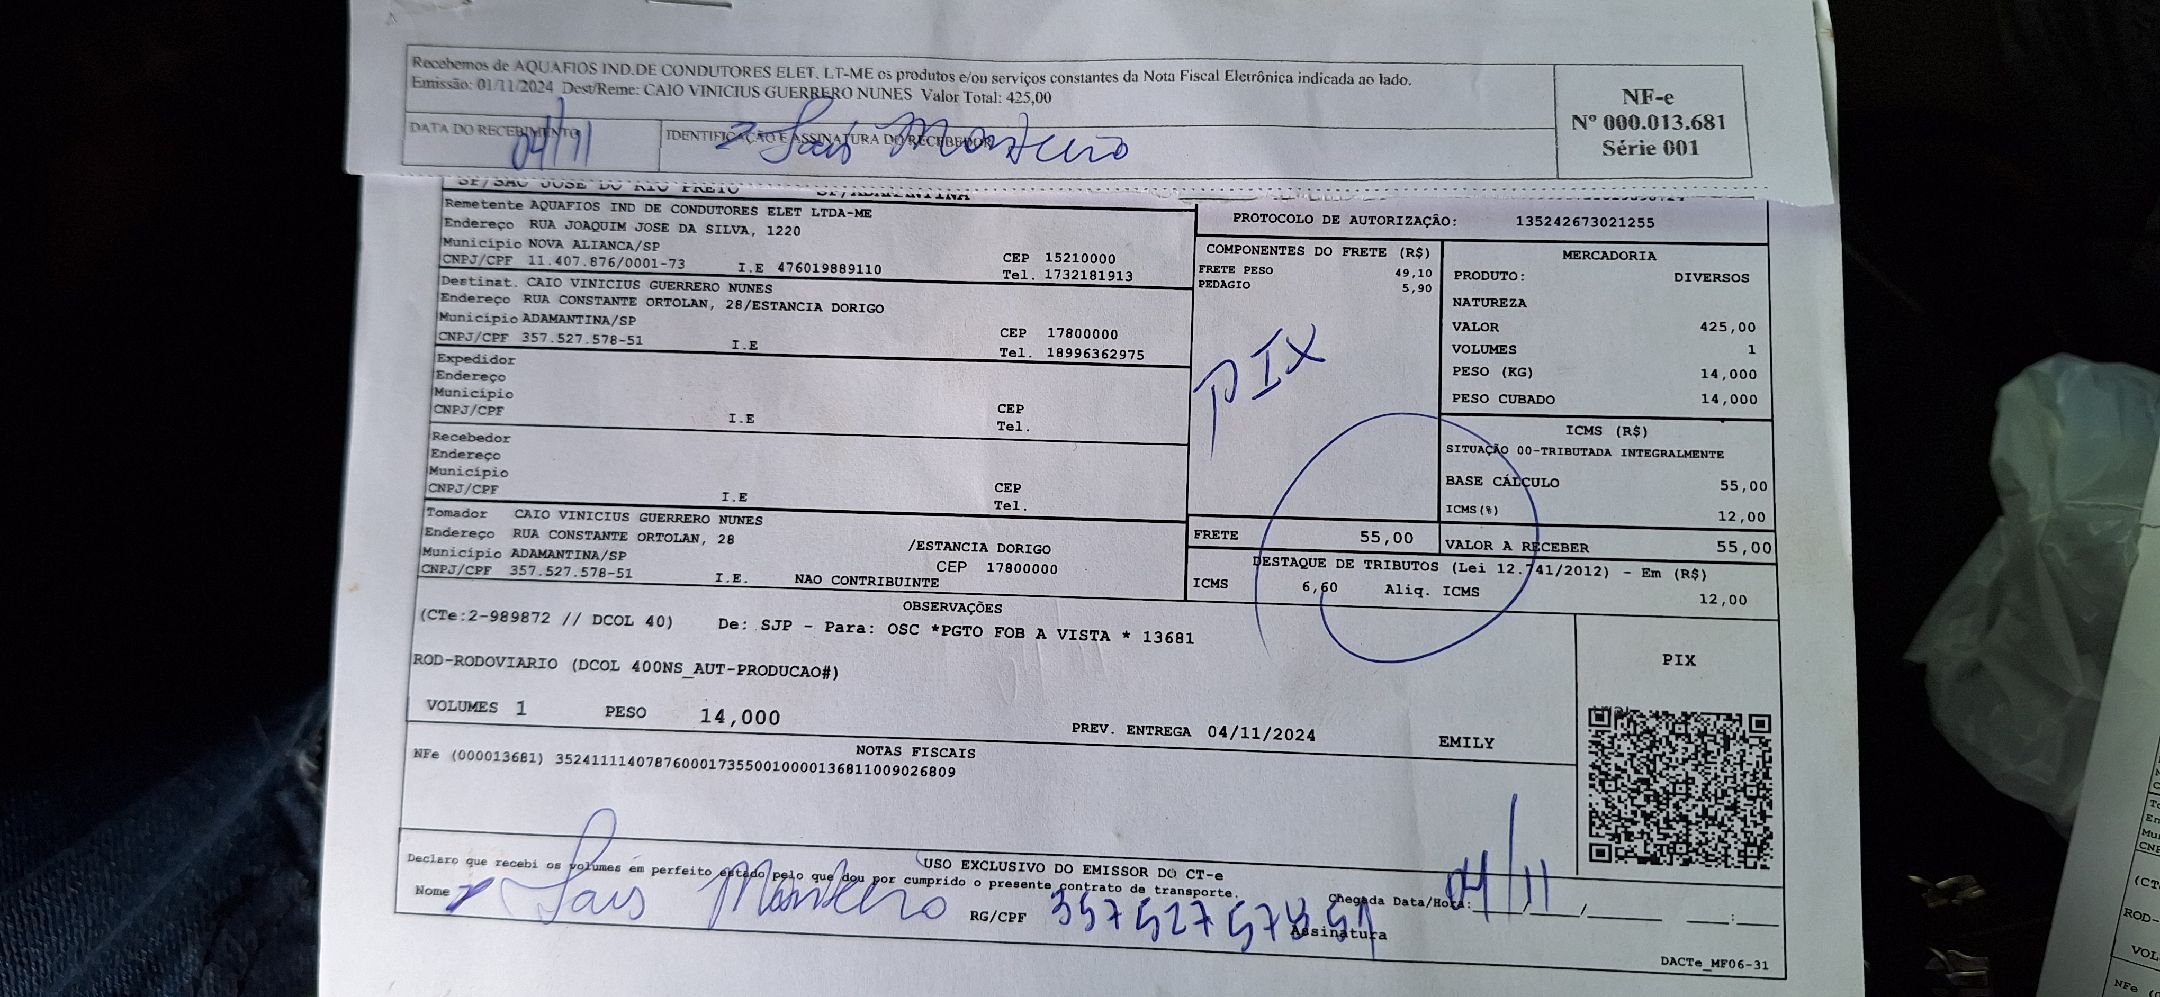 Recebemos de AQUAFIOS IND.DE CONDUTORES ELET. LT-ME os produtos e/ou serviços constantes da Nota Fiscal Eletrônica indicada ao lado.
Emissão: 01/11/2024 Dest/Reme: CAIO VINICIUS GUERRERO NUNES Valor Total: 425,00
NF-e
Nº 000.013.681
Série 001
DATA DO RECEBIMENTO
04/11
IDENTIFICAÇÃO E ASSINATURA DO RECEBEDOR
Lais Monteiro
SP/SAO JOSE DO RIO PRETO SP/ADAMANTINA
Remetente AQUAFIOS IND DE CONDUTORES ELET LTDA-ME
Endereço RUA JOAQUIM JOSE DA SILVA, 1220
Município NOVA ALIANCA/SP CEP 15210000
CNPJ/CPF 11.407.876/0001-73 I.E 476019889110 Tel. 1732181913
Destinat. CAIO VINICIUS GUERRERO NUNES
Endereço RUA CONSTANTE ORTOLAN, 28/ESTANCIA DORIGO
Município ADAMANTINA/SP CEP 17800000
CNPJ/CPF 357.527.578-51 I.E Tel. 18996362975
Expedidor
Endereço
Município CEP
CNPJ/CPF I.E Tel.
Recebedor
Endereço
Município CEP
CNPJ/CPF I.E Tel.
Tomador CAIO VINICIUS GUERRERO NUNES
Endereço RUA CONSTANTE ORTOLAN, 28 /ESTANCIA DORIGO
Município ADAMANTINA/SP CEP 17800000
CNPJ/CPF 357.527.578-51 I.E. NAO CONTRIBUINTE
PROTOCOLO DE AUTORIZAÇÃO: 135242673021255
COMPONENTES DO FRETE (R$)
FRETE PESO 49,10
PEDAGIO 5,90
PIX
FRETE 55,00
MERCADORIA
PRODUTO: DIVERSOS
NATUREZA
VALOR 425,00
VOLUMES 1
PESO (KG) 14,000
PESO CUBADO 14,000
ICMS (R$)
SITUAÇÃO 00-TRIBUTADA INTEGRALMENTE
BASE CÁLCULO 55,00
ICMS(%) 12,00
VALOR A RECEBER 55,00
DESTAQUE DE TRIBUTOS (Lei 12.741/2012) - Em (R$)
ICMS 6,60 Aliq. ICMS 12,00
OBSERVAÇÕES
(CTe:2-989872 // DCOL 40) De: SJP - Para: OSC *PGTO FOB A VISTA * 13681
ROD-RODOVIARIO (DCOL 400NS_AUT-PRODUCAO#)
VOLUMES 1 PESO 14,000 PREV. ENTREGA 04/11/2024 EMILY
PIX
NOTAS FISCAIS
NFe (000013681) 35241111407876000173550010000136811009026809
USO EXCLUSIVO DO EMISSOR DO CT-e
Declaro que recebi os volumes em perfeito estado pelo que dou por cumprido o presente contrato de transporte.
Nome Lais Monteiro RG/CPF 35752757851 Chegada Data/Hora: 04/11
Assinatura
DACTe_MF06-31